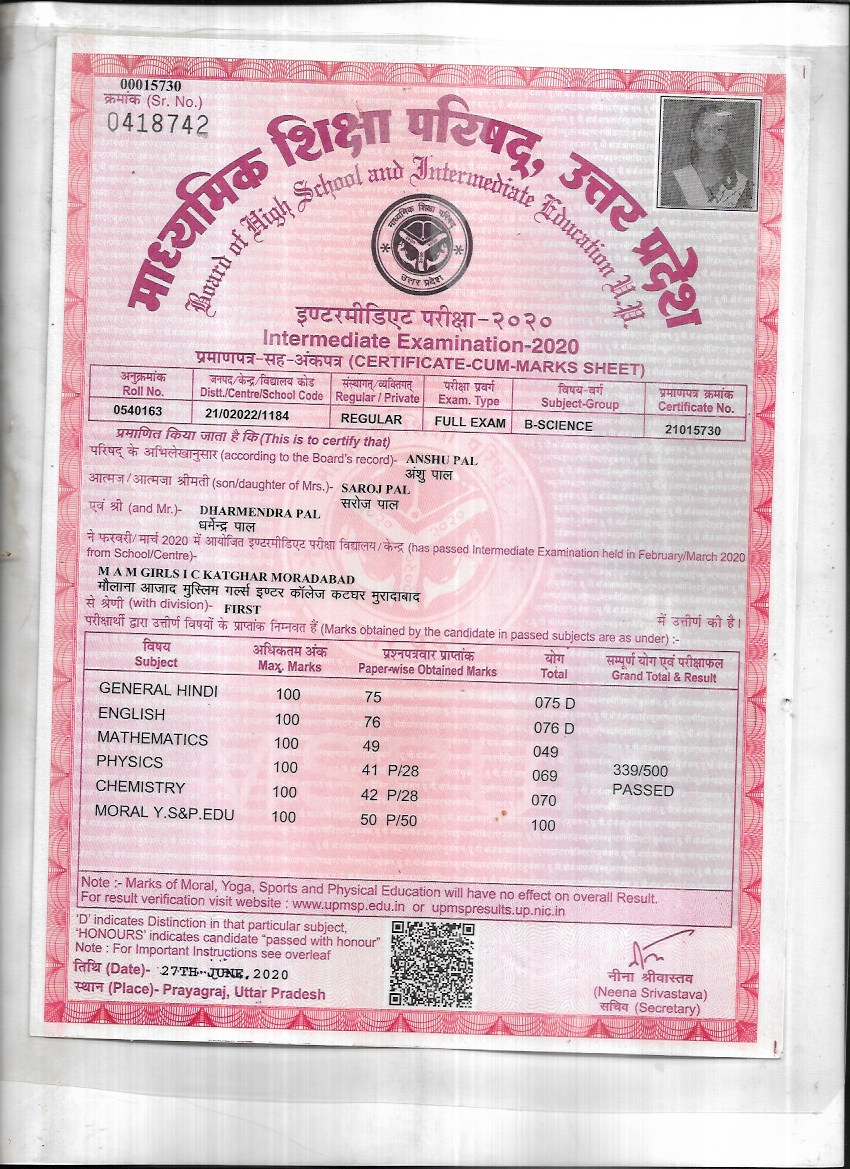 00015730
क्रमांक (Sr. No.)
0418742
माध्यमिक शिक्षा परिषद्, उत्तर प्रदेश
Board of High School and Intermediate Education U.P.
माध्यमिक शिक्षा परिषद
उत्तर प्रदेश
इण्टरमीडिएट परीक्षा-२०२०
Intermediate Examination-2020
प्रमाणपत्र-सह-अंकपत्र (CERTIFICATE-CUM-MARKS SHEET)
अनुक्रमांक जनपद/केन्द्र/विद्यालय कोड संस्थागत्/व्यक्तिगत् परीक्षा प्रवर्ग विषय-वर्ग प्रमाणपत्र क्रमांक
Roll No. Distt./Centre/School Code Regular / Private Exam. Type Subject-Group Certificate No.
0540163 21/02022/1184 REGULAR FULL EXAM B-SCIENCE 21015730
प्रमाणित किया जाता है कि (This is to certify that)
परिषद् के अभिलेखानुसार (according to the Board's record)- ANSHU PAL
अंशु पाल
आत्मज/आत्मजा श्रीमती (son/daughter of Mrs.)- SAROJ PAL
सरोज पाल
एवं श्री (and Mr.)- DHARMENDRA PAL
धर्मेन्द्र पाल
ने फरवरी/मार्च 2020 में आयोजित इण्टरमीडिएट परीक्षा विद्यालय/केन्द्र (has passed Intermediate Examination held in February/March 2020
from School/Centre)-
M A M GIRLS I C KATGHAR MORADABAD
मौलाना आजाद मुस्लिम गर्ल्स इण्टर कॉलेज कटघर मुरादाबाद
से श्रेणी (with division)- FIRST में उत्तीर्ण की है।
परीक्षार्थी द्वारा उत्तीर्ण विषयों के प्राप्तांक निम्नवत हैं (Marks obtained by the candidate in passed subjects are as under) :-
विषय अधिकतम अंक प्रश्नपत्रवार प्राप्तांक योग सम्पूर्ण योग एवं परीक्षाफल
Subject Max. Marks Paper-wise Obtained Marks Total Grand Total & Result
GENERAL HINDI 100 75 075 D
ENGLISH 100 76 076 D
MATHEMATICS 100 49 049
PHYSICS 100 41 P/28 069 339/500
CHEMISTRY 100 42 P/28 070 PASSED
MORAL Y.S&P.EDU 100 50 P/50 100
Note :- Marks of Moral, Yoga, Sports and Physical Education will have no effect on overall Result.
For result verification visit website : www.upmsp.edu.in or upmspresults.up.nic.in
'D' indicates Distinction in that particular subject,
'HONOURS' indicates candidate "passed with honour"
Note : For Important Instructions see overleaf
तिथि (Date)- 27TH JUNE, 2020
स्थान (Place)- Prayagraj, Uttar Pradesh
नीना श्रीवास्तव
(Neena Srivastava)
सचिव (Secretary)